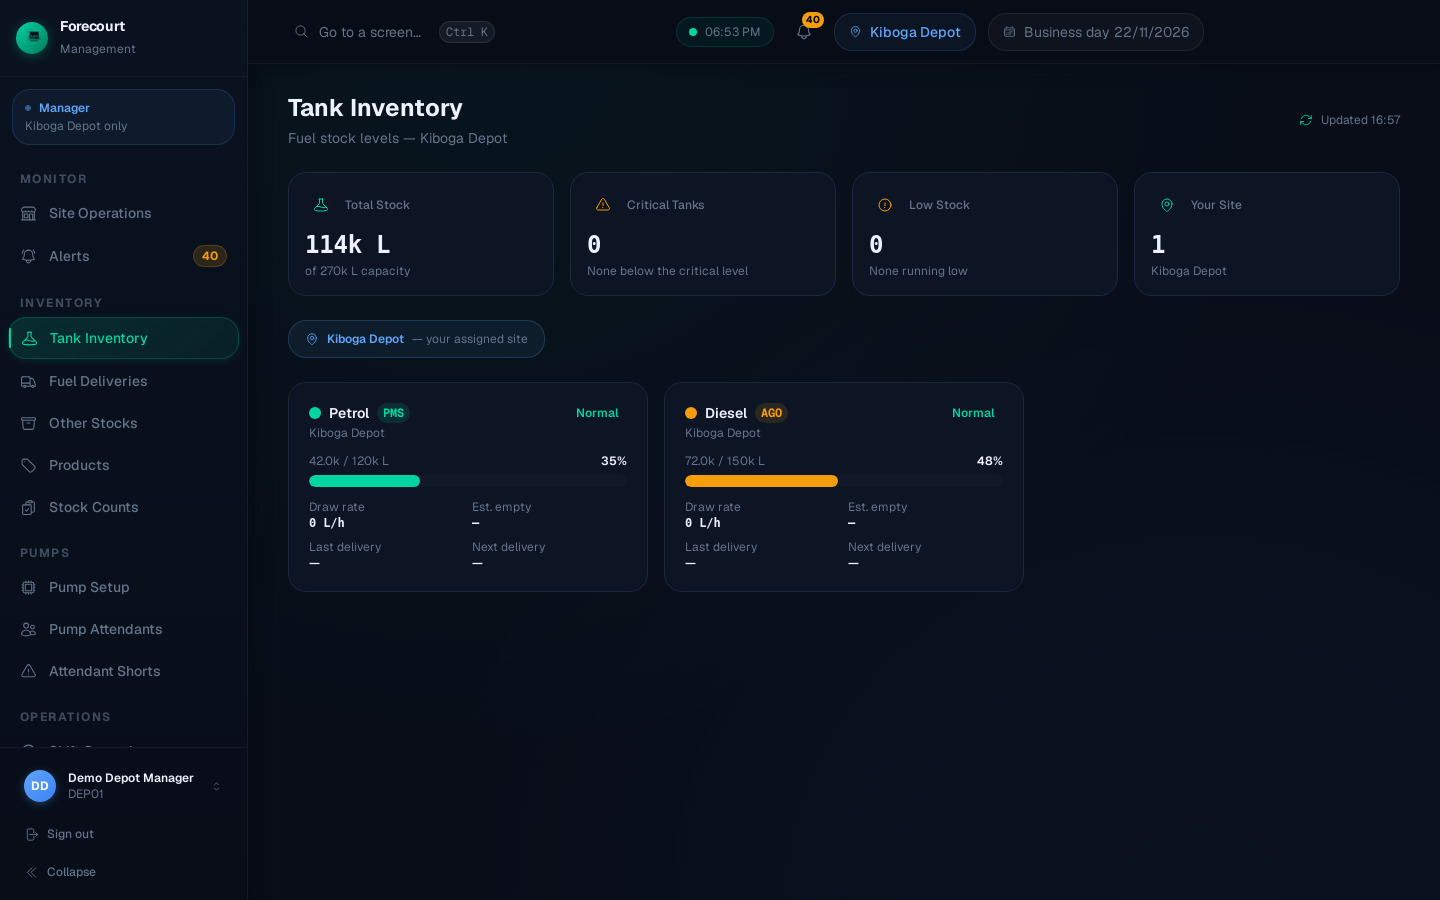 Forecourt
Management
Manager
Kiboga Depot only
MONITOR
Site Operations
Alerts 40
INVENTORY
Tank Inventory
Fuel Deliveries
Other Stocks
Products
Stock Counts
PUMPS
Pump Setup
Pump Attendants
Attendant Shorts
OPERATIONS
DD Demo Depot Manager
DEP01
Sign out
Collapse
Go to a screen... Ctrl K
06:53 PM
40
Kiboga Depot
Business day 22/11/2026
Tank Inventory
Fuel stock levels — Kiboga Depot
Updated 16:57
Total Stock
114k L
of 270k L capacity
Critical Tanks
0
None below the critical level
Low Stock
0
None running low
Your Site
1
Kiboga Depot
Kiboga Depot — your assigned site
Petrol PMS Normal
Kiboga Depot
42.0k / 120k L 35%
Draw rate Est. empty
0 L/h —
Last delivery Next delivery
— —
Diesel AGO Normal
Kiboga Depot
72.0k / 150k L 48%
Draw rate Est. empty
0 L/h —
Last delivery Next delivery
— —